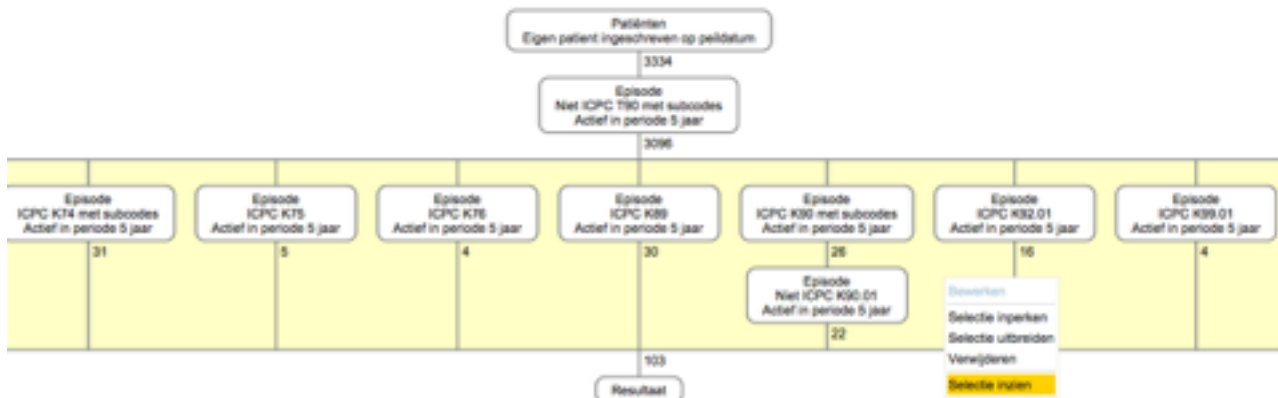 Patiënten
Eigen patient ingeschreven op peildatum
3334
Episode
Niet ICPC T90 met subcodes
Actief in periode 5 jaar
3096
Episode
ICPC K74 met subcodes
Actief in periode 5 jaar
31
Episode
ICPC K75
Actief in periode 5 jaar
5
Episode
ICPC K76
Actief in periode 5 jaar
4
Episode
ICPC K89
Actief in periode 5 jaar
30
Episode
ICPC K90 met subcodes
Actief in periode 5 jaar
26
Episode
Niet ICPC K90.01
Actief in periode 5 jaar
22
Episode
ICPC K92.01
Actief in periode 5 jaar
16
Bewerken
Selectie inperken
Selectie uitbreiden
Verwijderen
Selectie inzien
Episode
ICPC K99.01
Actief in periode 5 jaar
4
103
Resultaat